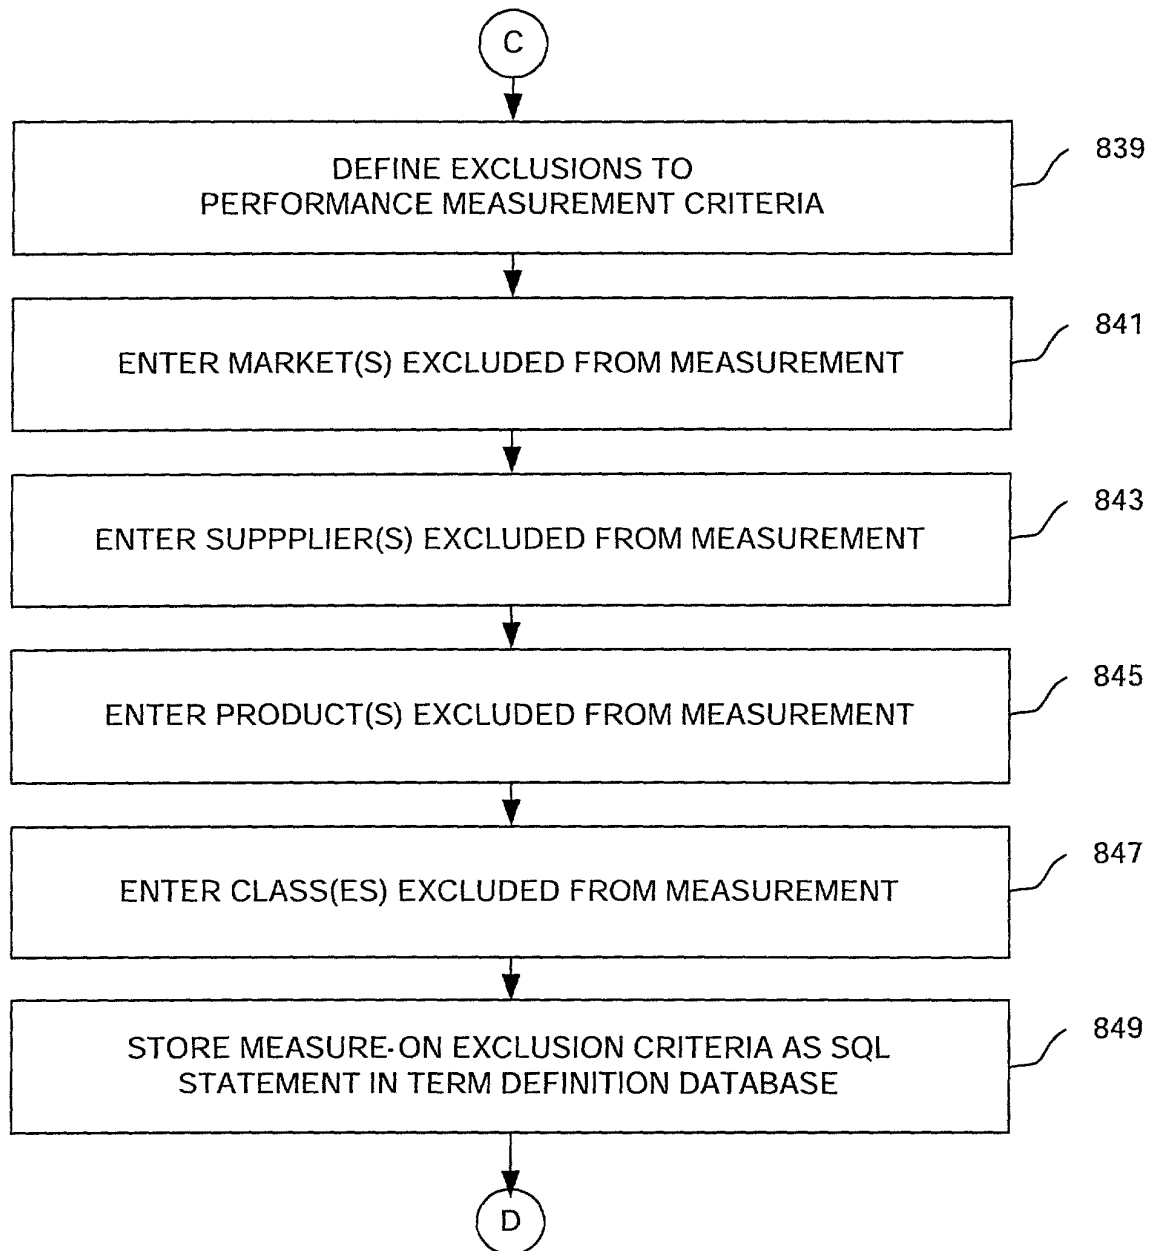 C
DEFINE EXCLUSIONS TO
PERFORMANCE MEASUREMENT CRITERIA
839
ENTER MARKET(S) EXCLUDED FROM MEASUREMENT
841
ENTER SUPPPLIER(S) EXCLUDED FROM MEASUREMENT
843
ENTER PRODUCT(S) EXCLUDED FROM MEASUREMENT
845
ENTER CLASS(ES) EXCLUDED FROM MEASUREMENT
847
STORE MEASURE-ON EXCLUSION CRITERIA AS SQL
STATEMENT IN TERM DEFINITION DATABASE
849
D